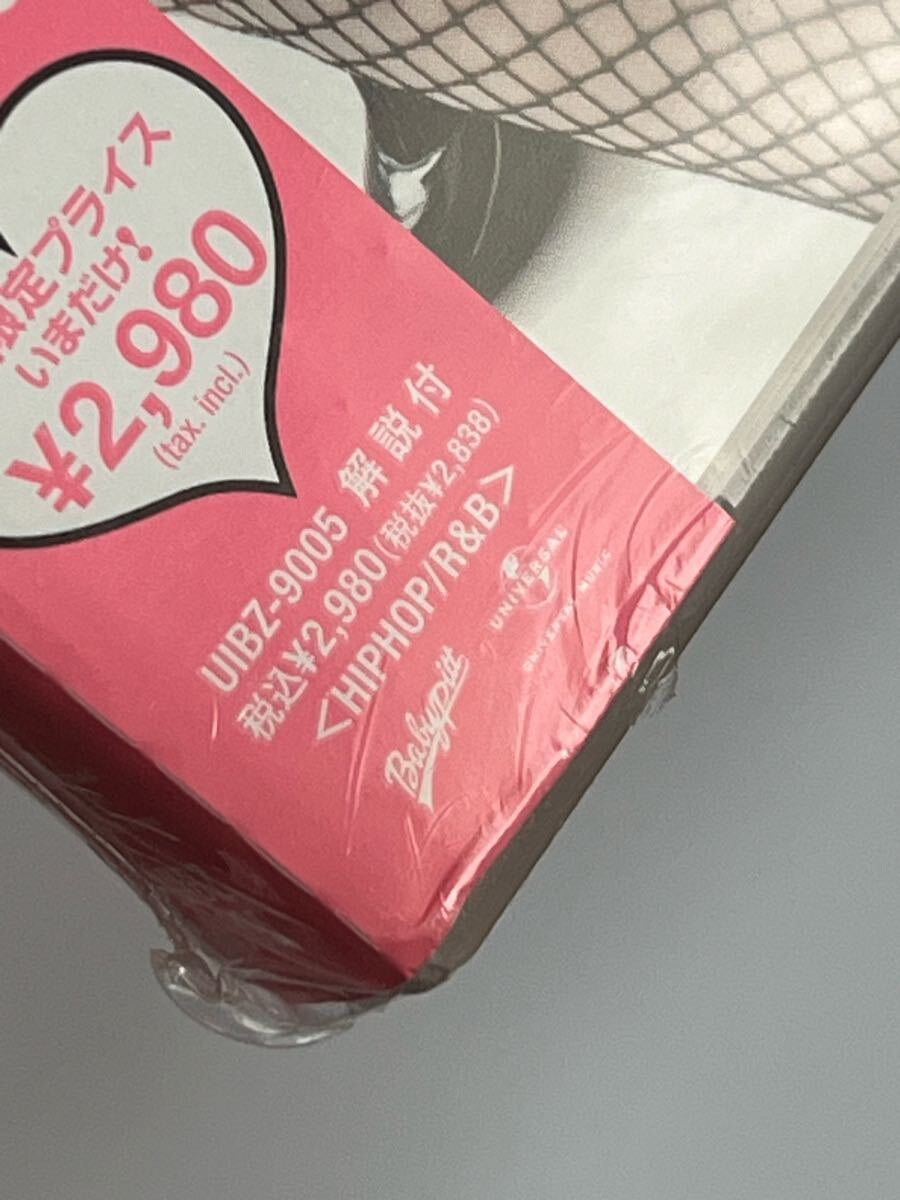 限定プライス
いまだけ!
¥2,980
(tax. incl.)
UIBZ-9005 解説付
税込¥2,980(税抜¥2,838)
<HIPHOP/R&B>
Babypit
UNIVERSAL
UNIVERSAL MUSIC